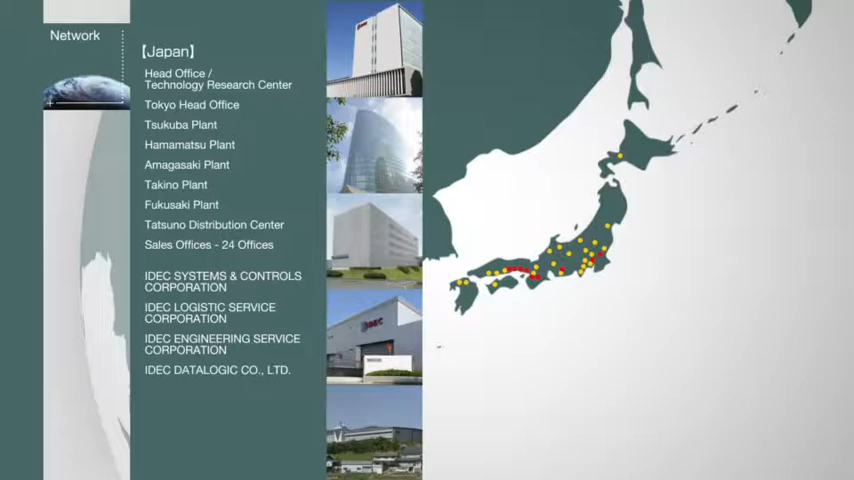 Network
【Japan】
Head Office /
Technology Research Center
Tokyo Head Office
Tsukuba Plant
Hamamatsu Plant
Amagasaki Plant
Takino Plant
Fukusaki Plant
Tatsuno Distribution Center
Sales Offices - 24 Offices
IDEC SYSTEMS & CONTROLS
CORPORATION
IDEC LOGISTIC SERVICE
CORPORATION
IDEC ENGINEERING SERVICE
CORPORATION
IDEC DATALOGIC CO., LTD.
IDEC
IDEC